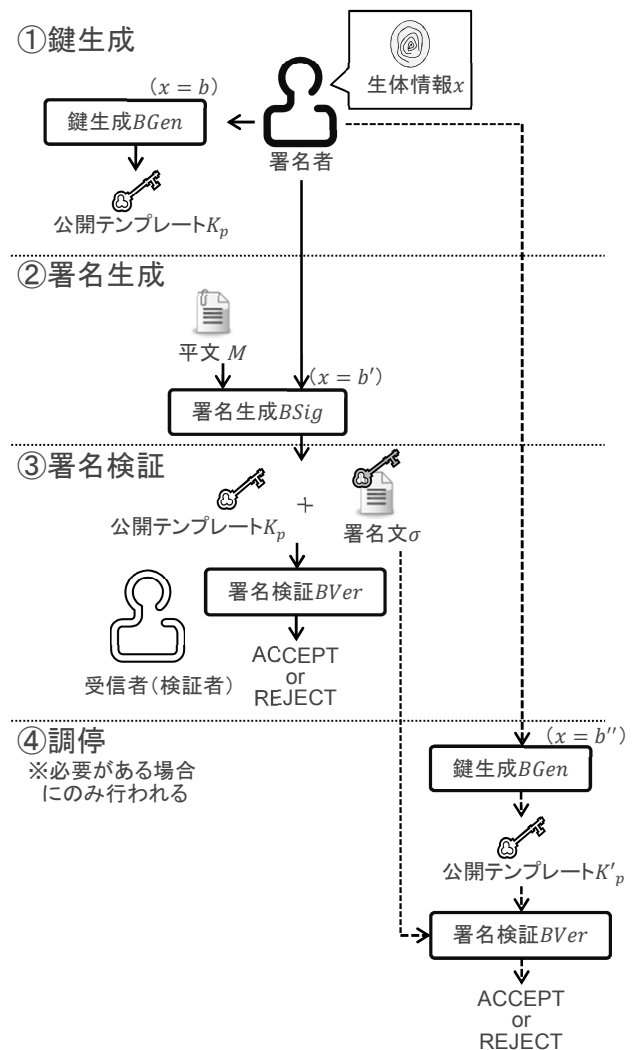 ①鍵生成
生体情報x
(x = b)
鍵生成BGen
署名者
公開テンプレートK_p
②署名生成
平文 M
(x = b′)
署名生成BSig
③署名検証
公開テンプレートK_p
+
署名文σ
署名検証BVer
受信者(検証者)
ACCEPT
or
REJECT
④調停
※必要がある場合
にのみ行われる
(x = b′′)
鍵生成BGen
公開テンプレートK′_p
署名検証BVer
ACCEPT
or
REJECT